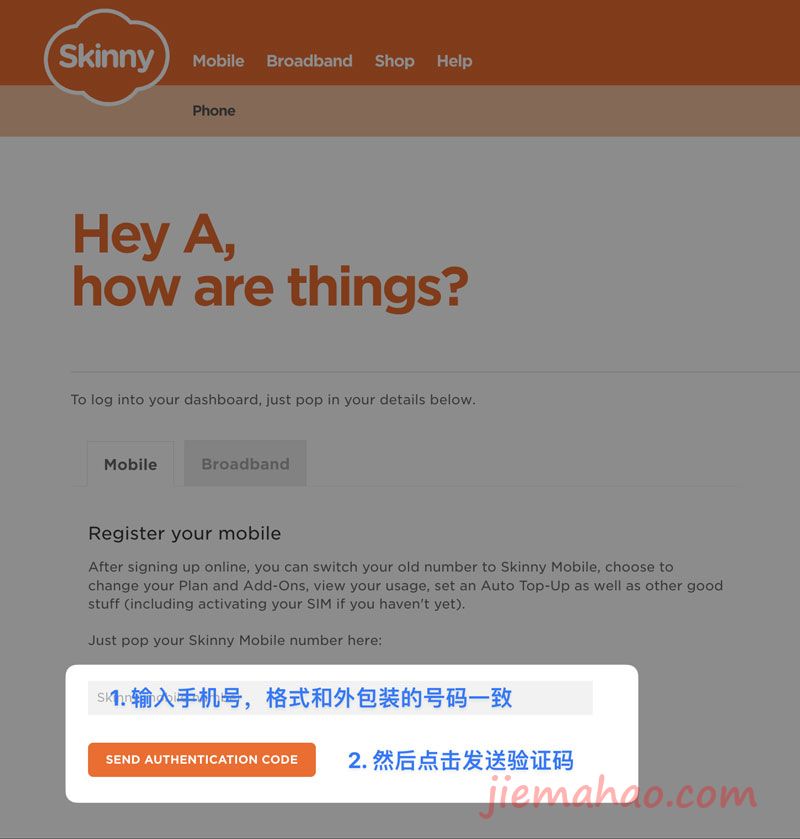 Skinny
Mobile Broadband Shop Help
Phone
Hey A,
how are things?
To log into your dashboard, just pop in your details below.
Mobile Broadband
Register your mobile
After signing up online, you can switch your old number to Skinny Mobile, choose to
change your Plan and Add-Ons, view your usage, set an Auto Top-Up as well as other good
stuff (including activating your SIM if you haven't yet).
Just pop your Skinny Mobile number here:
1. 输入手机号，格式和外包装的号码一致
SEND AUTHENTICATION CODE 2. 然后点击发送验证码
jiemahao.com